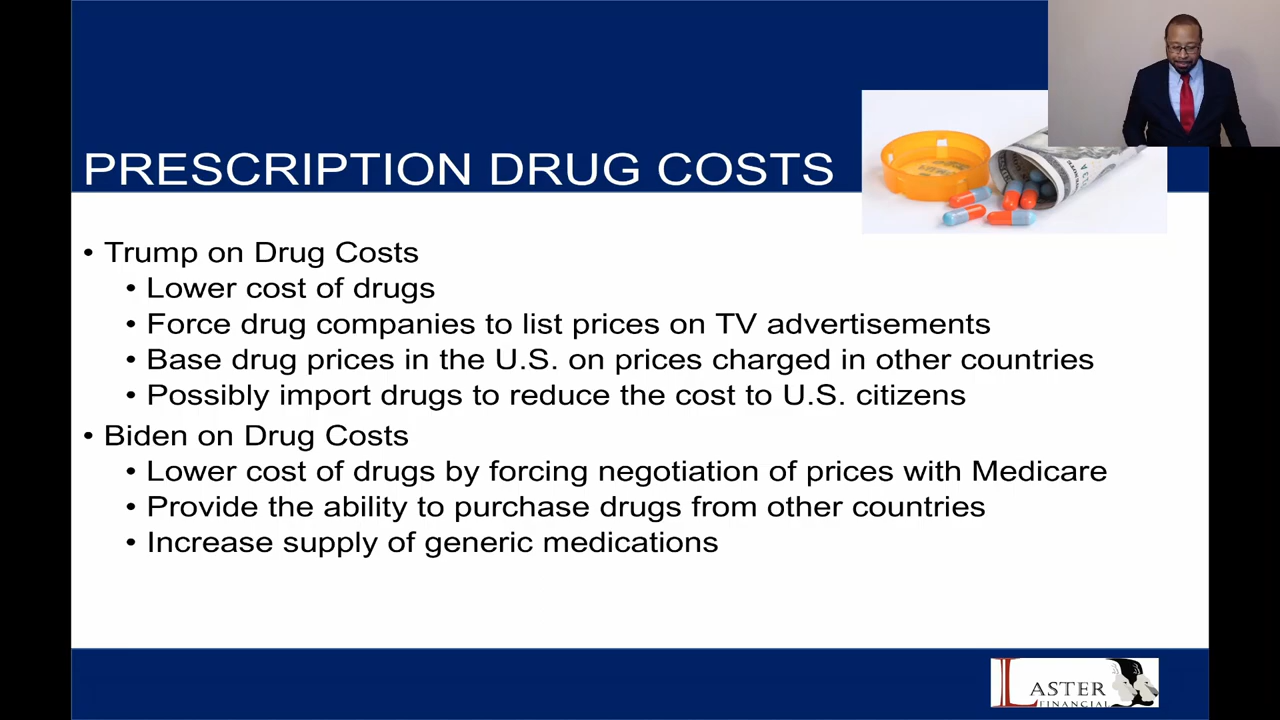 PRESCRIPTION DRUG COSTS
• Trump on Drug Costs
• Lower cost of drugs
• Force drug companies to list prices on TV advertisements
• Base drug prices in the U.S. on prices charged in other countries
• Possibly import drugs to reduce the cost to U.S. citizens
• Biden on Drug Costs
• Lower cost of drugs by forcing negotiation of prices with Medicare
• Provide the ability to purchase drugs from other countries
• Increase supply of generic medications
LASTER
FINANCIAL